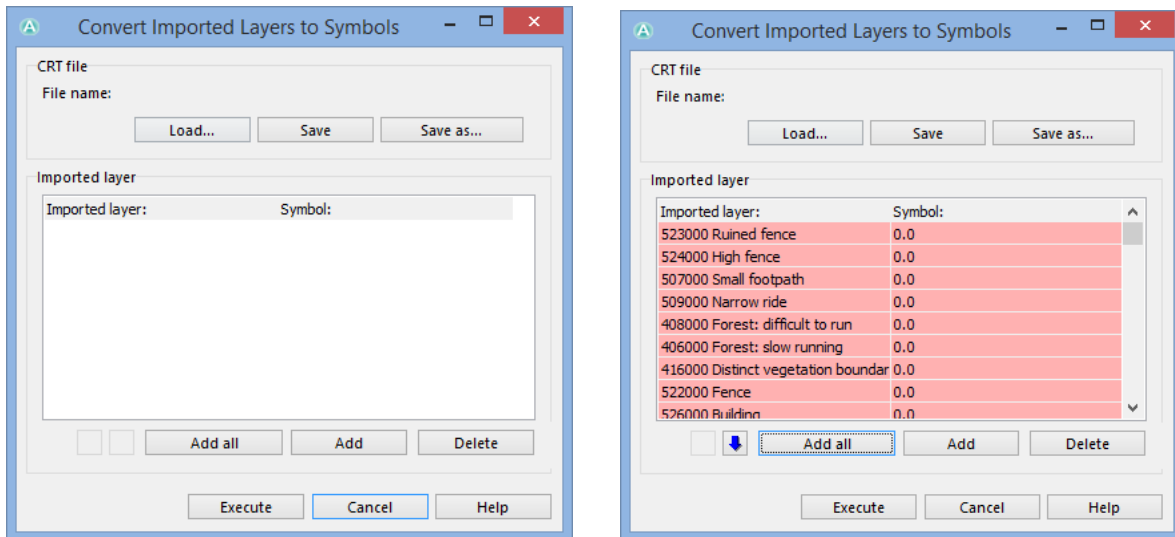 Convert Imported Layers to Symbols
CRT file
File name:
Load... Save Save as...
Imported layer
Imported layer: Symbol:
Add all Add Delete
Execute Cancel Help
Convert Imported Layers to Symbols
CRT file
File name:
Load... Save Save as...
Imported layer
Imported layer: Symbol:
523000 Ruined fence 0.0
524000 High fence 0.0
507000 Small footpath 0.0
509000 Narrow ride 0.0
408000 Forest: difficult to run 0.0
406000 Forest: slow running 0.0
416000 Distinct vegetation boundar 0.0
522000 Fence 0.0
526000 Building 0.0
Add all Add Delete
Execute Cancel Help